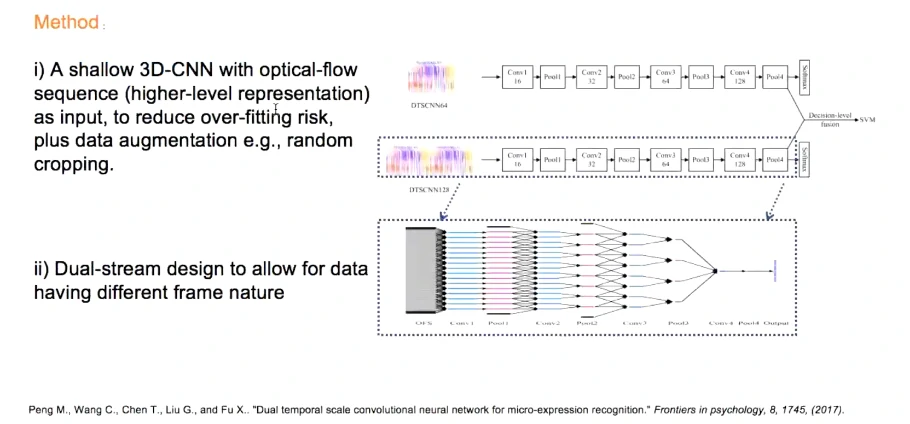 Method :
i) A shallow 3D-CNN with optical-flow
sequence (higher-level representation)
as input, to reduce over-fitting risk,
plus data augmentation e.g., random
cropping.
ii) Dual-stream design to allow for data
having different frame nature
DTSCNN64
Conv1
16
Pool1
Conv2
32
Pool2
Conv3
64
Pool3
Conv4
128
Pool4
Softmax
Decision-level
fusion
SVM
DTSCNN128
Conv1
16
Pool1
Conv2
32
Pool2
Conv3
64
Pool3
Conv4
128
Pool4
Softmax
OFS Conv1 Pool1 Conv2 Pool2 Conv3 Pool3 Conv4 Pool4 Output
Peng M., Wang C., Chen T., Liu G., and Fu X.. "Dual temporal scale convolutional neural network for micro-expression recognition." Frontiers in psychology, 8, 1745, (2017).